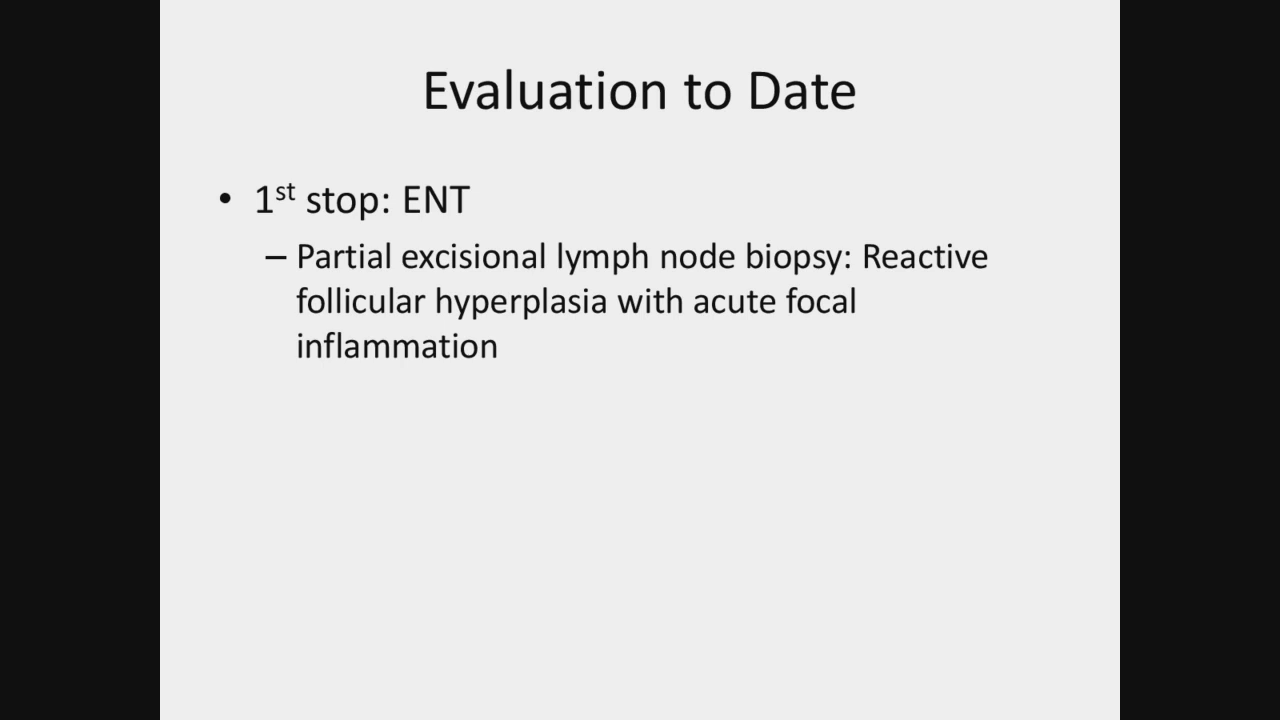 Evaluation to Date
• 1st stop: ENT
– Partial excisional lymph node biopsy: Reactive
follicular hyperplasia with acute focal
inflammation